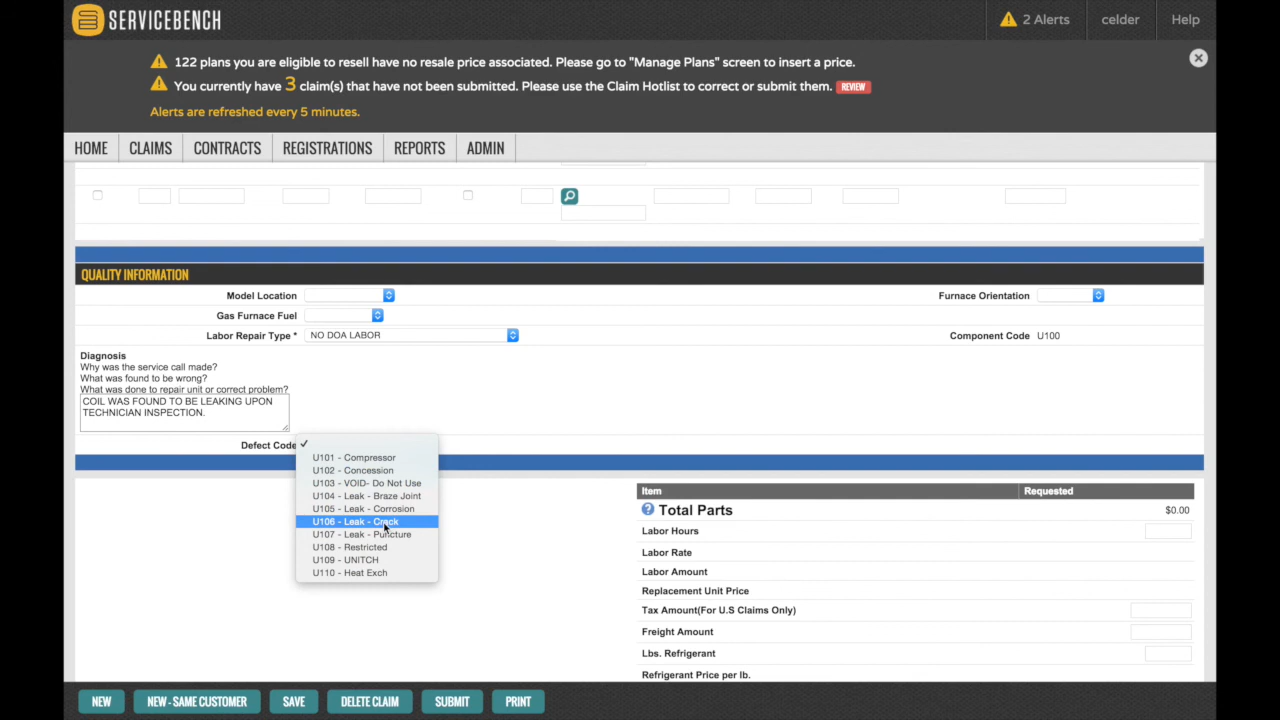 SERVICEBENCH
2 Alerts celder Help
122 plans you are eligible to resell have no resale price associated. Please go to "Manage Plans" screen to insert a price.
You currently have 3 claim(s) that have not been submitted. Please use the Claim Hotlist to correct or submit them. REVIEW
Alerts are refreshed every 5 minutes.
HOME CLAIMS CONTRACTS REGISTRATIONS REPORTS ADMIN
QUALITY INFORMATION
Model Location Furnace Orientation
Gas Furnace Fuel
Labor Repair Type * NO DOA LABOR Component Code U100
Diagnosis
Why was the service call made?
What was found to be wrong?
What was done to repair unit or correct problem?
COIL WAS FOUND TO BE LEAKING UPON
TECHNICIAN INSPECTION.
Defect Code
U101 - Compressor
U102 - Concession
U103 - VOID- Do Not Use
U104 - Leak - Braze Joint
U105 - Leak - Corrosion
U106 - Leak - Crack
U107 - Leak - Puncture
U108 - Restricted
U109 - UNITCH
U110 - Heat Exch
Item Requested
Total Parts $0.00
Labor Hours
Labor Rate
Labor Amount
Replacement Unit Price
Tax Amount(For U.S Claims Only)
Freight Amount
Lbs. Refrigerant
Refrigerant Price per lb.
NEW NEW - SAME CUSTOMER SAVE DELETE CLAIM SUBMIT PRINT